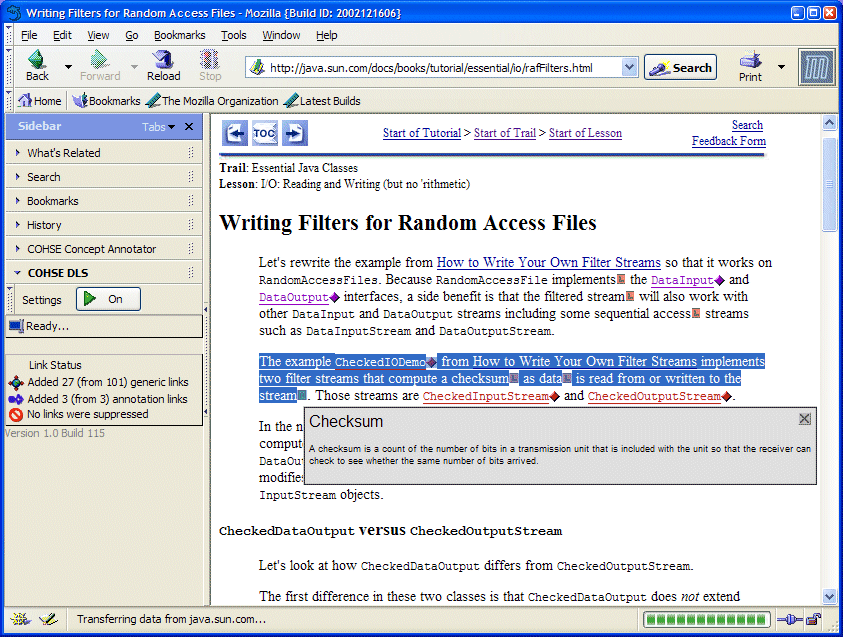 Writing Filters for Random Access Files - Mozilla {Build ID: 2002121606}
File Edit View Go Bookmarks Tools Window Help
Back Forward Reload Stop http://java.sun.com/docs/books/tutorial/essential/io/rafFilters.html Search Print
Home Bookmarks The Mozilla Organization Latest Builds
Sidebar Tabs
What's Related
Search
Bookmarks
History
COHSE Concept Annotator
COHSE DLS
Settings On
Ready...
Link Status
Added 27 (from 101) generic links
Added 3 (from 3) annotation links
No links were suppressed
Version 1.0 Build 115
TOC
Start of Tutorial > Start of Trail > Start of Lesson
Search
Feedback Form
Trail: Essential Java Classes
Lesson: I/O: Reading and Writing (but no 'rithmetic)
Writing Filters for Random Access Files
Let's rewrite the example from How to Write Your Own Filter Streams so that it works on
RandomAccessFiles. Because RandomAccessFile implements the DataInput and
DataOutput interfaces, a side benefit is that the filtered stream will also work with
other DataInput and DataOutput streams including some sequential access streams
such as DataInputStream and DataOutputStream.
The example CheckedIODemo from How to Write Your Own Filter Streams implements
two filter streams that compute a checksum as data is read from or written to the
stream. Those streams are CheckedInputStream and CheckedOutputStream.
In the n
comput
DataOu
modifie
InputStream objects.
Checksum
A checksum is a count of the number of bits in a transmission unit that is included with the unit so that the receiver can
check to see whether the same number of bits arrived.
CheckedDataOutput versus CheckedOutputStream
Let's look at how CheckedDataOutput differs from CheckedOutputStream.
The first difference in these two classes is that CheckedDataOutput does not extend
Transferring data from java.sun.com...